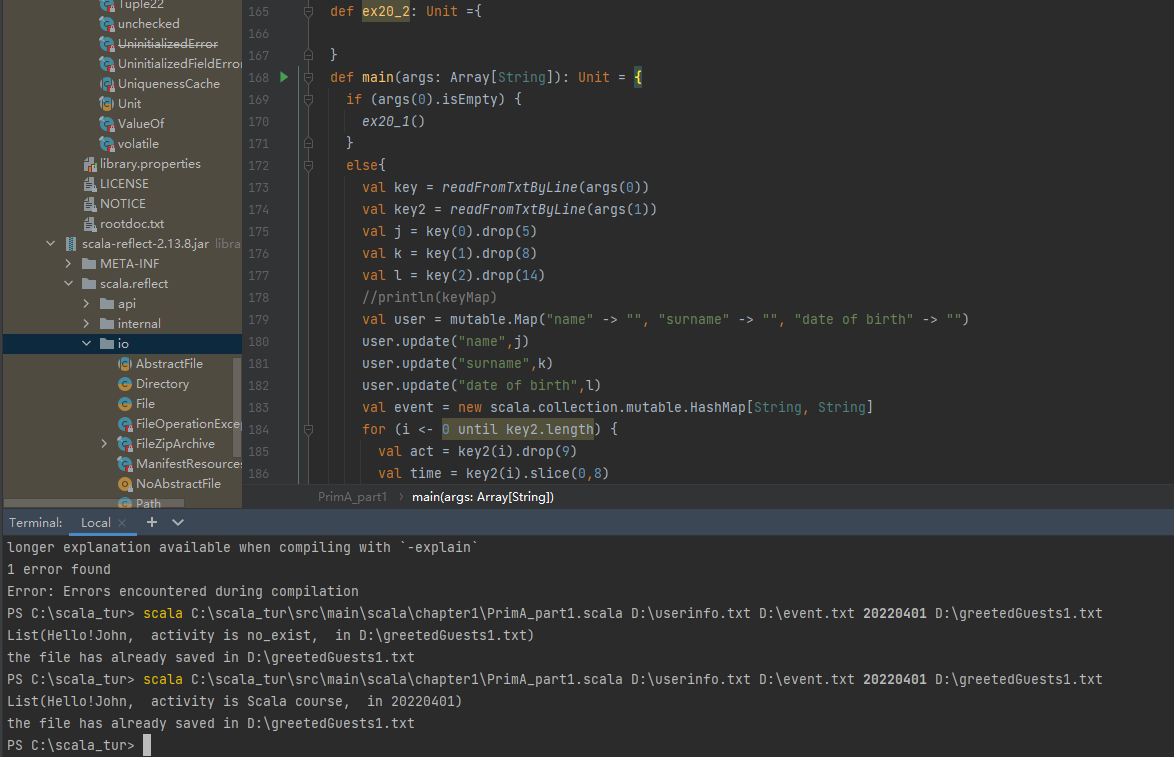 Tuple22
unchecked
UninitializedError
UninitializedFieldError
UniquenessCache
Unit
ValueOf
volatile
library.properties
LICENSE
NOTICE
rootdoc.txt
scala-reflect-2.13.8.jar libra
META-INF
scala.reflect
api
internal
io
AbstractFile
Directory
File
FileOperationExce
FileZipArchive
ManifestResources
NoAbstractFile
Path
165 def ex20_2: Unit ={
166
167 }
168 def main(args: Array[String]): Unit = {
169 if (args(0).isEmpty) {
170 ex20_1()
171 }
172 else{
173 val key = readFromTxtByLine(args(0))
174 val key2 = readFromTxtByLine(args(1))
175 val j = key(0).drop(5)
176 val k = key(1).drop(8)
177 val l = key(2).drop(14)
178 //println(keyMap)
179 val user = mutable.Map("name" -> "", "surname" -> "", "date of birth" -> "")
180 user.update("name",j)
181 user.update("surname",k)
182 user.update("date of birth",l)
183 val event = new scala.collection.mutable.HashMap[String, String]
184 for (i <- 0 until key2.length) {
185 val act = key2(i).drop(9)
186 val time = key2(i).slice(0,8)
PrimA_part1 > main(args: Array[String])
Terminal: Local × +
longer explanation available when compiling with `-explain`
1 error found
Error: Errors encountered during compilation
PS C:\scala_tur> scala C:\scala_tur\src\main\scala\chapter1\PrimA_part1.scala D:\userinfo.txt D:\event.txt 20220401 D:\greetedGuests1.txt
List(Hello!John,  activity is no_exist,  in D:\greetedGuests1.txt)
the file has already saved in D:\greetedGuests1.txt
PS C:\scala_tur> scala C:\scala_tur\src\main\scala\chapter1\PrimA_part1.scala D:\userinfo.txt D:\event.txt 20220401 D:\greetedGuests1.txt
List(Hello!John,  activity is Scala course,  in 20220401)
the file has already saved in D:\greetedGuests1.txt
PS C:\scala_tur>